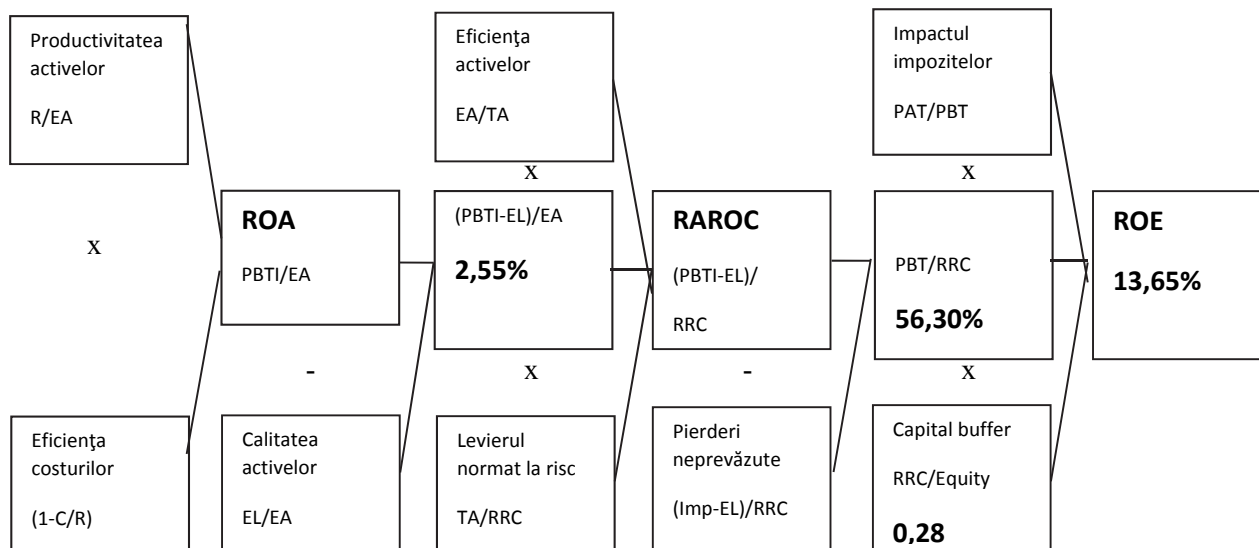 Productivitatea
activelor
R/EA
Eficienţa
activelor
EA/TA
Impactul
impozitelor
PAT/PBT
x
x
x
ROA
PBTI/EA
(PBTI-EL)/EA
2,55%
RAROC
(PBTI-EL)/
RRC
PBT/RRC
56,30%
ROE
13,65%
-
x
-
x
Eficienţa
costurilor
(1-C/R)
Calitatea
activelor
EL/EA
Levierul
normat la risc
TA/RRC
Pierderi
neprevăzute
(Imp-EL)/RRC
Capital buffer
RRC/Equity
0,28